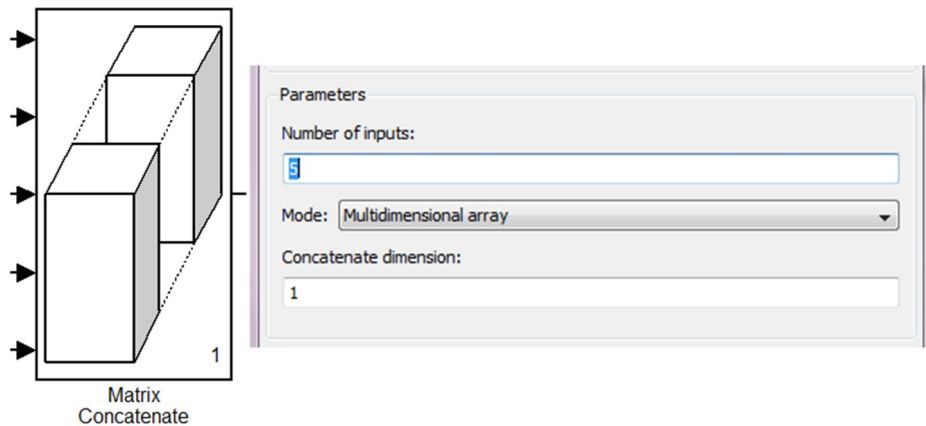 1
Matrix
Concatenate
Parameters
Number of inputs:
5
Mode: Multidimensional array
Concatenate dimension:
1